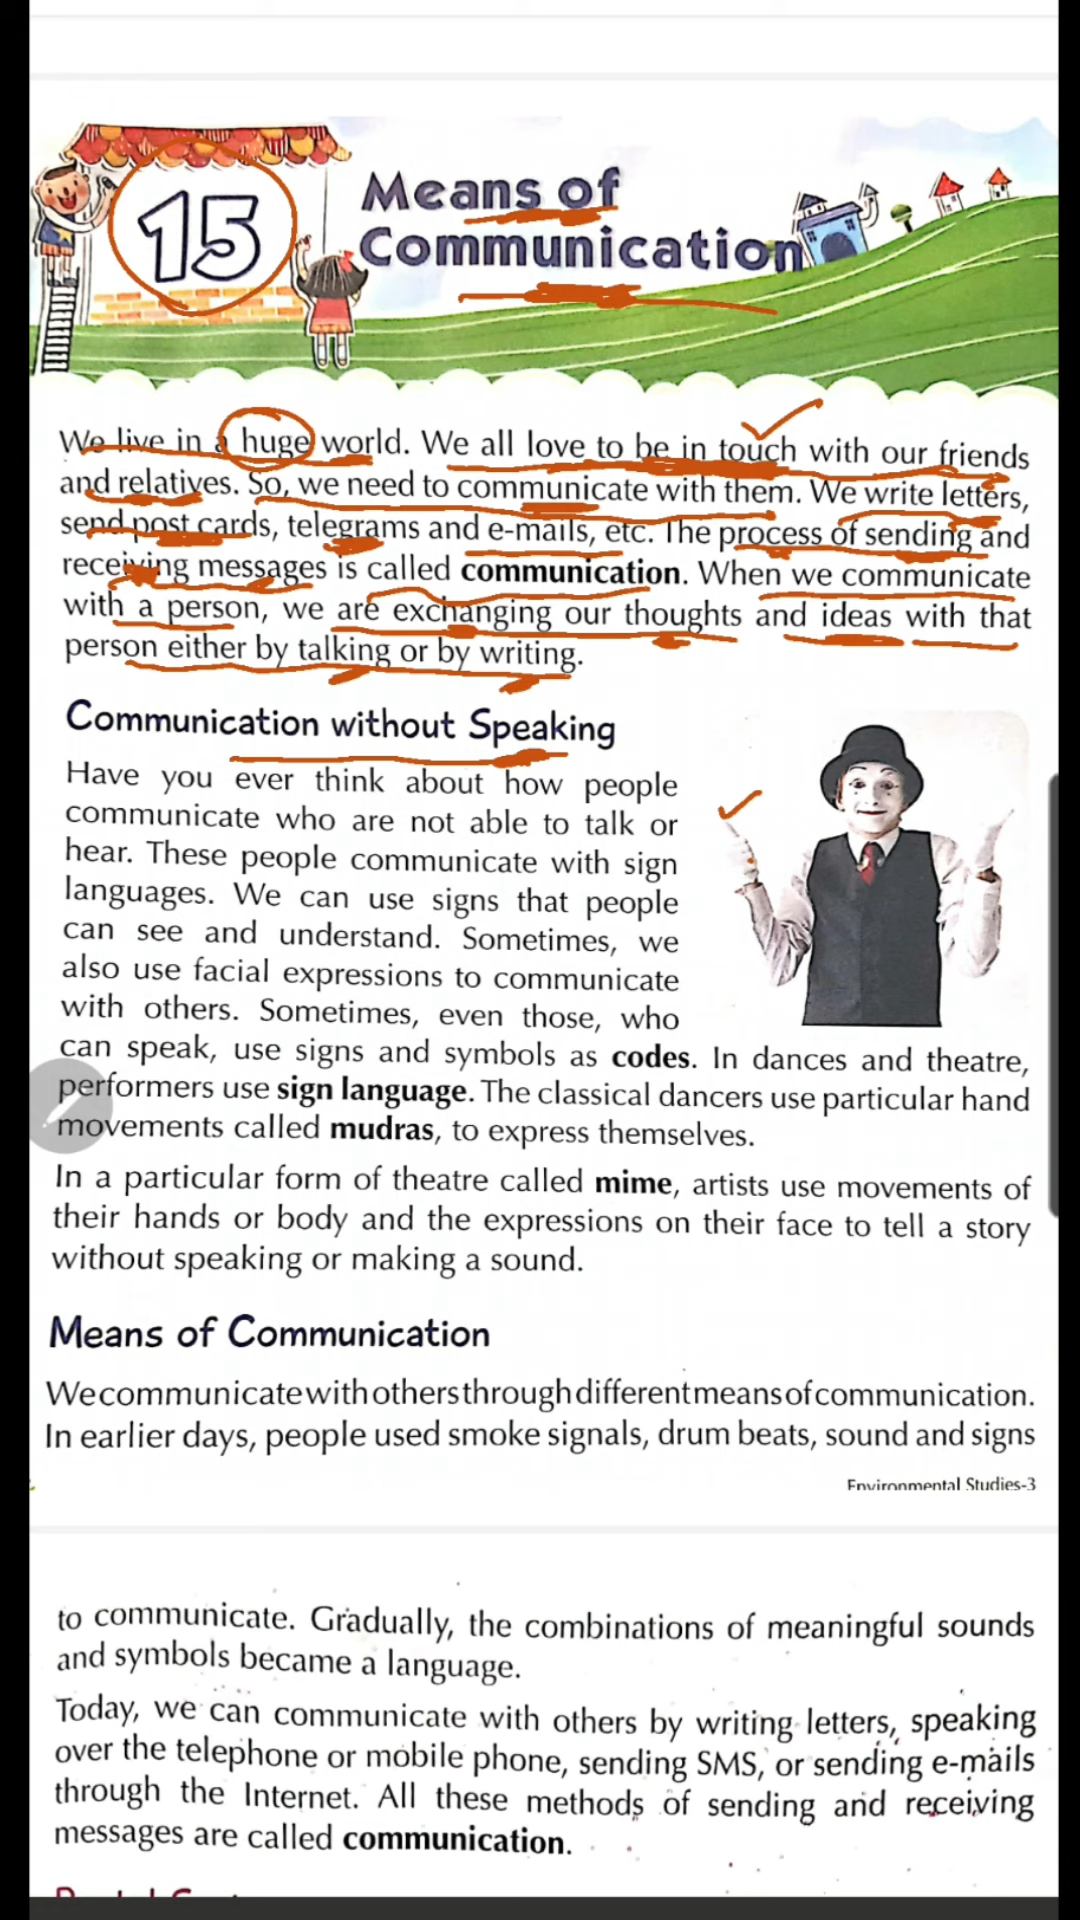 15
Means of
Communication
We live in a huge world. We all love to be in touch with our friends
and relatives. So, we need to communicate with them. We write letters,
send post cards, telegrams and e-mails, etc. The process of sending and
receiving messages is called communication. When we communicate
with a person, we are exchanging our thoughts and ideas with that
person either by talking or by writing.
Communication without Speaking
Have you ever think about how people
communicate who are not able to talk or
hear. These people communicate with sign
languages. We can use signs that people
can see and understand. Sometimes, we
also use facial expressions to communicate
with others. Sometimes, even those, who
can speak, use signs and symbols as codes. In dances and theatre,
performers use sign language. The classical dancers use particular hand
movements called mudras, to express themselves.
In a particular form of theatre called mime, artists use movements of
their hands or body and the expressions on their face to tell a story
without speaking or making a sound.
Means of Communication
We communicate with others through different means of communication.
In earlier days, people used smoke signals, drum beats, sound and signs
Environmental Studies-3
to communicate. Gradually, the combinations of meaningful sounds
and symbols became a language.
Today, we can communicate with others by writing letters, speaking
over the telephone or mobile phone, sending SMS, or sending e-mails
through the Internet. All these methods of sending and receiving
messages are called communication.